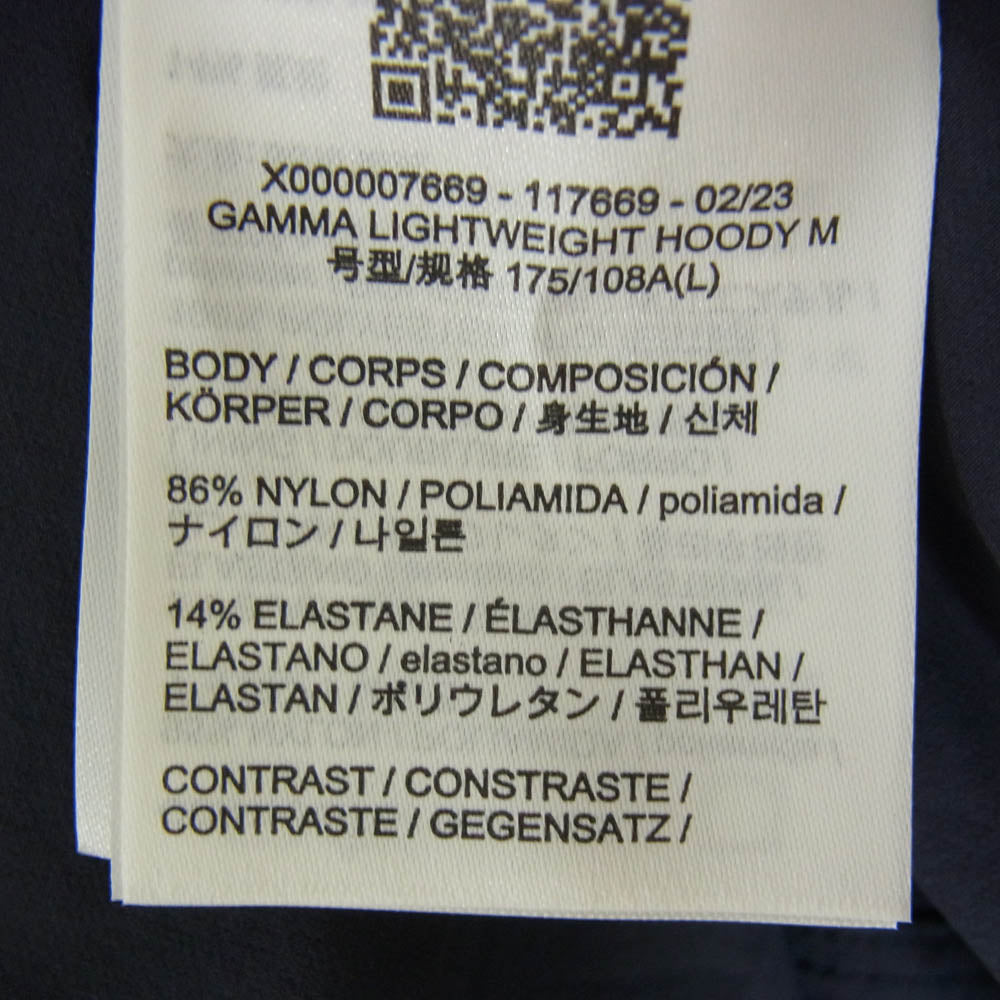 X000007669 - 117669 - 02/23
GAMMA LIGHTWEIGHT HOODY M
号型/规格 175/108A(L)
BODY / CORPS / COMPOSICIÓN /
KÖRPER / CORPO / 身生地 / 신체
86% NYLON / POLIAMIDA / poliamida /
ナイロン / 나일론
14% ELASTANE / ÉLASTHANNE /
ELASTANO / elastano / ELASTHAN /
ELASTAN / ポリウレタン / 폴리우레탄
CONTRAST / CONSTRASTE /
CONTRASTE / GEGENSATZ /